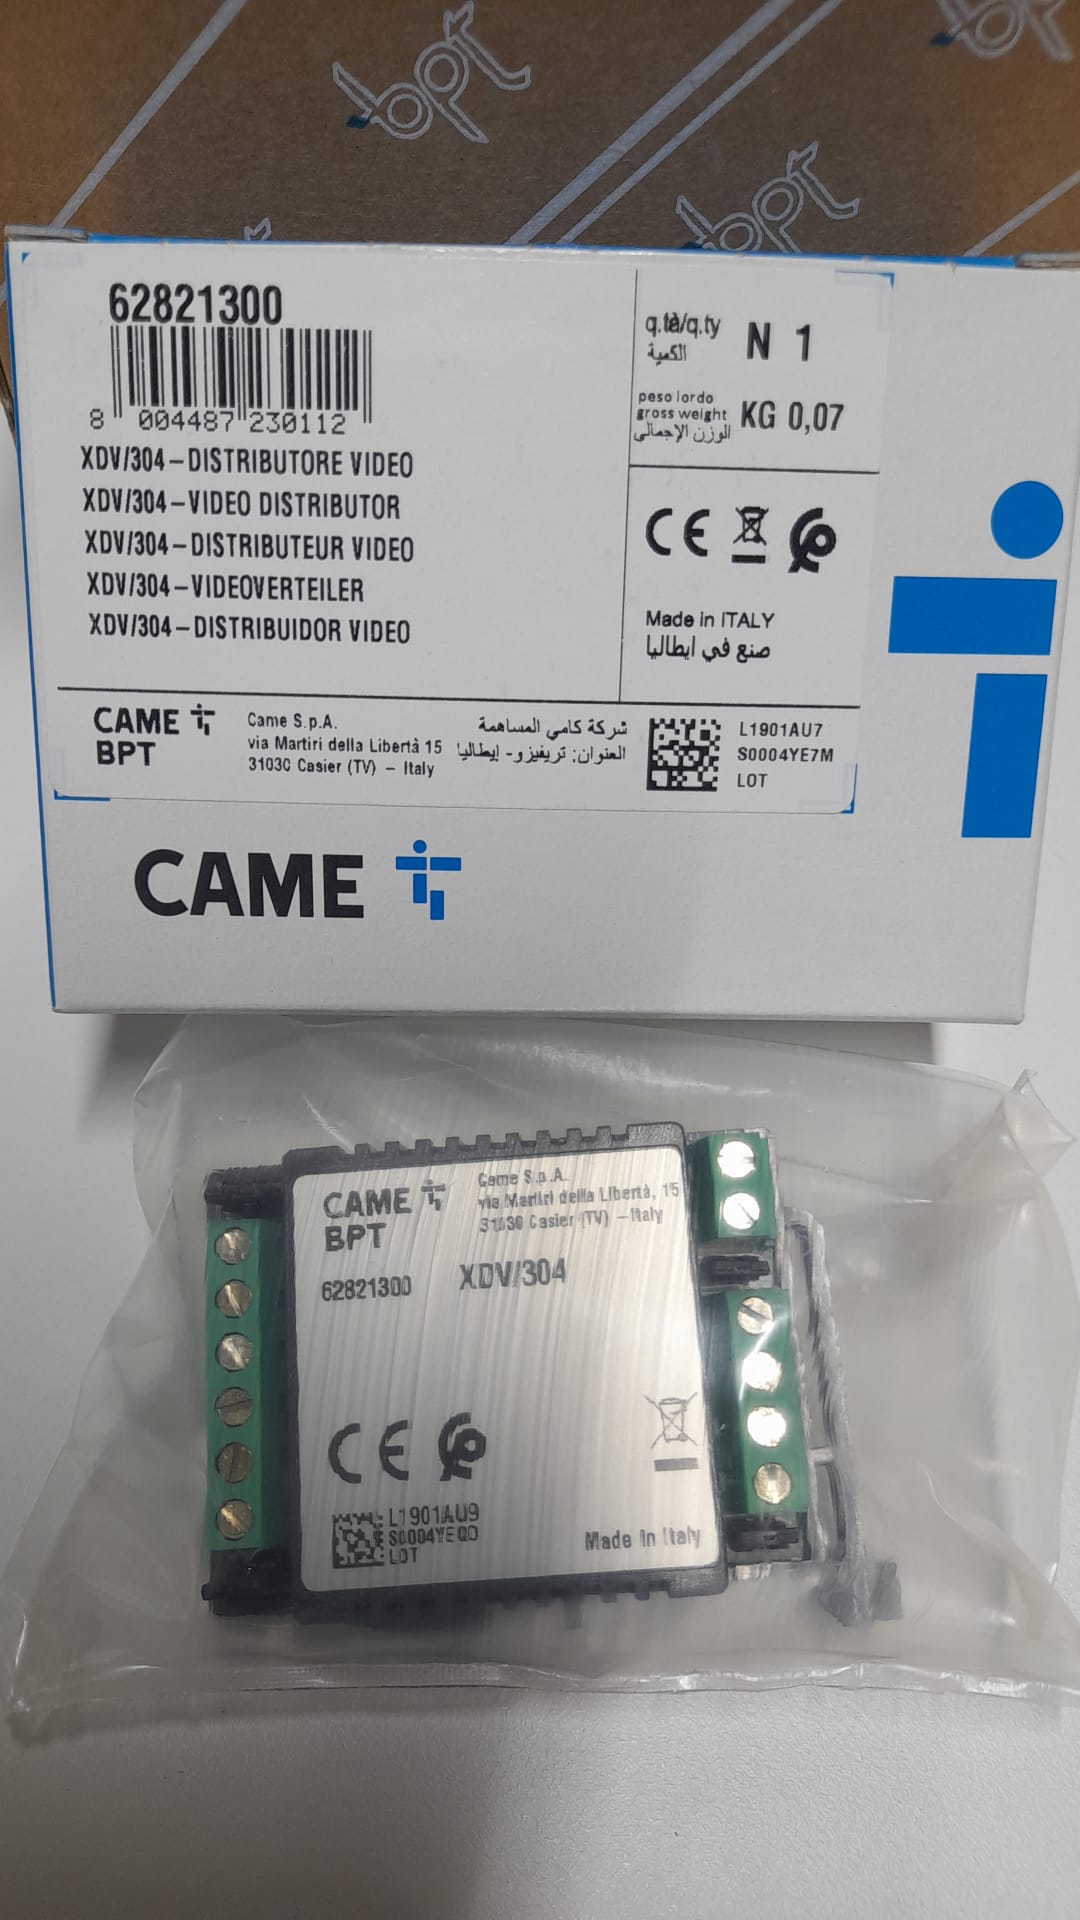 bpt
bpt
bpt
62821300
8 004487 230112
XDV/304–DISTRIBUTORE VIDEO
XDV/304–VIDEO DISTRIBUTOR
XDV/304–DISTRIBUTEUR VIDEO
XDV/304–VIDEOVERTEILER
XDV/304–DISTRIBUIDOR VIDEO
q.tà/q.ty N 1
الكمية
peso lordo
gross weight KG 0,07
الوزن الإجمالي
CE
Made in ITALY
صنع في ايطاليا
CAME
BPT
Came S.p.A.
via Martiri della Libertà 15
31030 Casier (TV) – Italy
شركة كامي المساهمة
العنوان: تريفيزو- إيطاليا
L1901AU7
S0004YE7M
LOT
CAME
CAME
BPT
Came S.p.A.
via Martiri della Libertà, 15
31030 Casier (TV) –Italy
62821300 XDV/304
CE
L1901AU9
LOT
Made in Italy